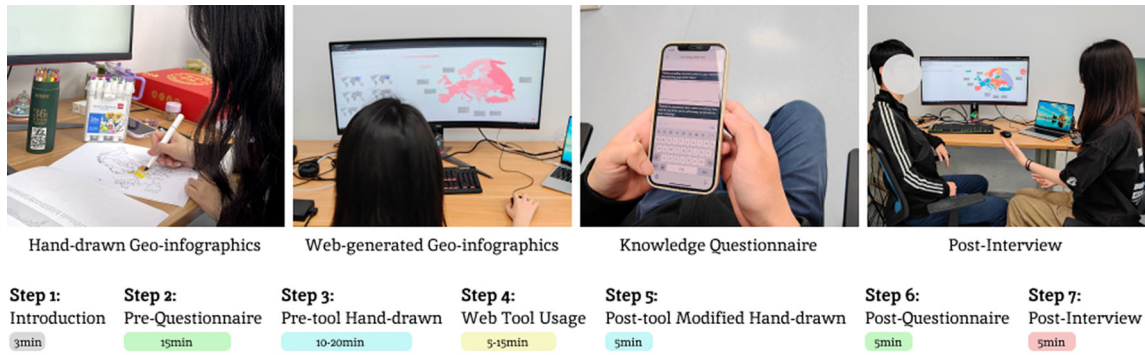 Hand-drawn Geo-infographics
Web-generated Geo-infographics
Knowledge Questionnaire
Post-Interview
Step 1:
Introduction
3min
Step 2:
Pre-Questionnaire
15min
Step 3:
Pre-tool Hand-drawn
10-20min
Step 4:
Web Tool Usage
5-15min
Step 5:
Post-tool Modified Hand-drawn
5min
Step 6:
Post-Questionnaire
5min
Step 7:
Post-Interview
5min